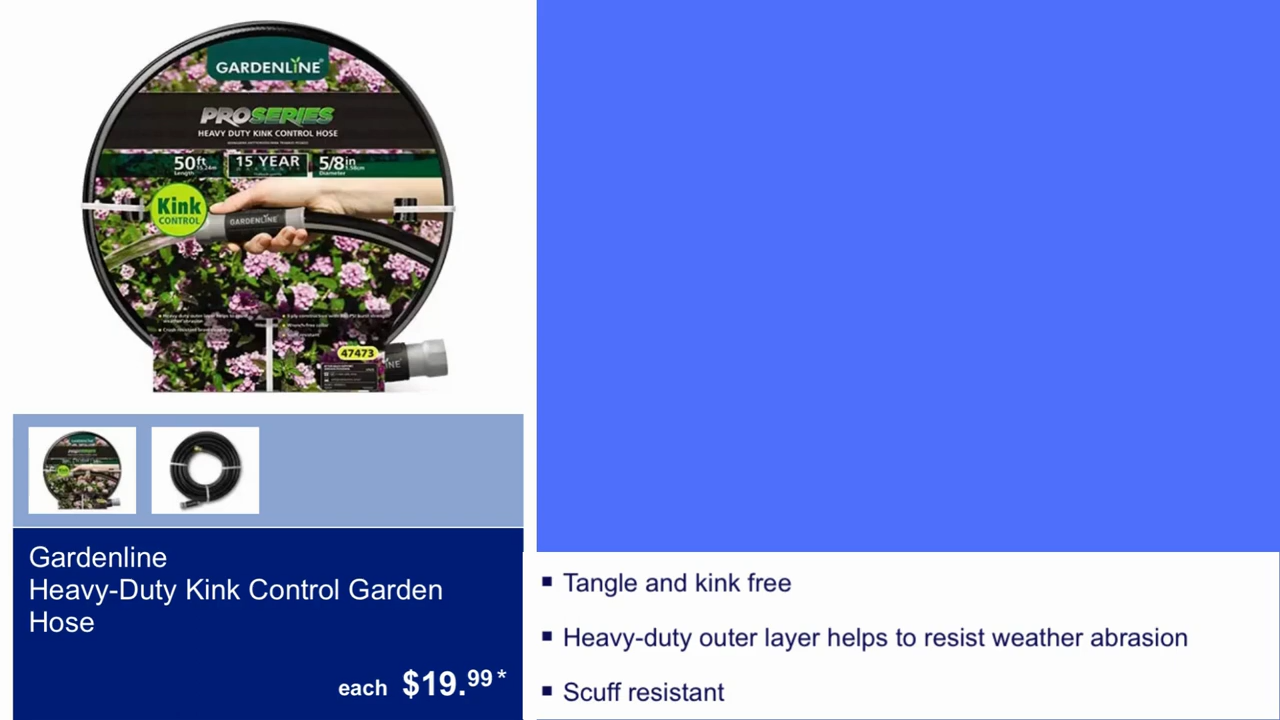 GARDENLINE
PROSERIES
HEAVY DUTY KINK CONTROL HOSE
50ft 15 YEAR 5/8in
Length Diameter
Kink
CONTROL
GARDENLINE
47473
Gardenline
Heavy-Duty Kink Control Garden
Hose
each $19.99*
▪ Tangle and kink free
▪ Heavy-duty outer layer helps to resist weather abrasion
▪ Scuff resistant